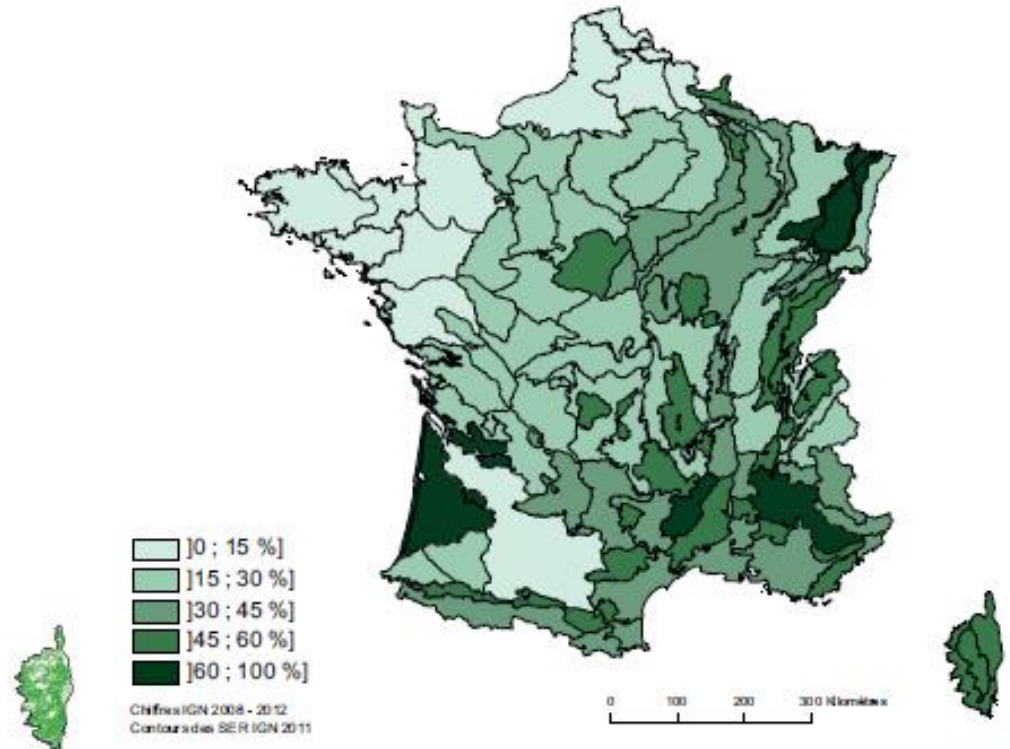 ]0 ; 15 %]
]15 ; 30 %]
]30 ; 45 %]
]45 ; 60 %]
]60 ; 100 %]
Chiffres IGN 2008 - 2012
Contours des SER IGN 2011
0 100 200 300 Kilomètres